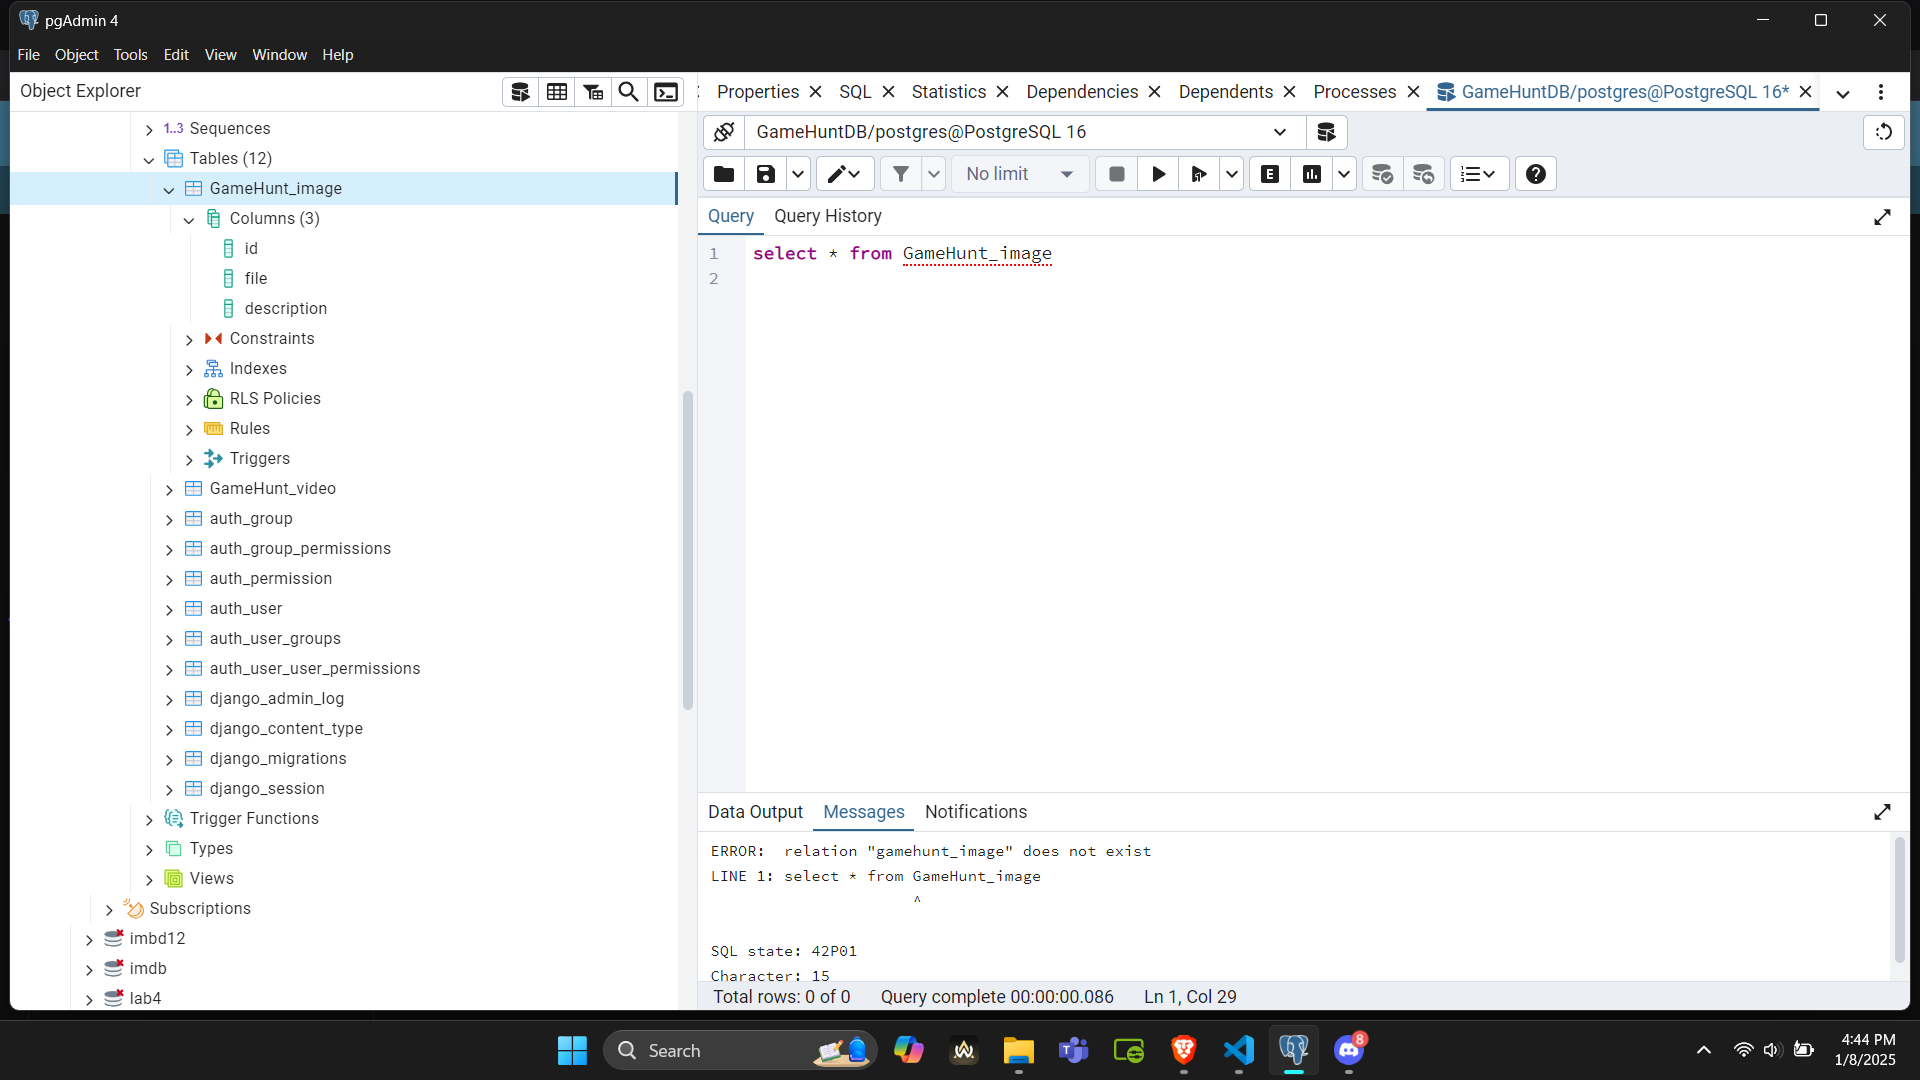 pgAdmin 4
File Object Tools Edit View Window Help
Object Explorer
Properties SQL Statistics Dependencies Dependents Processes GameHuntDB/postgres@PostgreSQL 16*
GameHuntDB/postgres@PostgreSQL 16
No limit
E
Query Query History
1 select * from GameHunt_image
2
1..3 Sequences
Tables (12)
GameHunt_image
Columns (3)
id
file
description
Constraints
Indexes
RLS Policies
Rules
Triggers
GameHunt_video
auth_group
auth_group_permissions
auth_permission
auth_user
auth_user_groups
auth_user_user_permissions
django_admin_log
django_content_type
django_migrations
django_session
Trigger Functions
Types
Views
Subscriptions
imbd12
imdb
lab4
Data Output Messages Notifications
ERROR:  relation "gamehunt_image" does not exist
LINE 1: select * from GameHunt_image
^
SQL state: 42P01
Character: 15
Total rows: 0 of 0 Query complete 00:00:00.086 Ln 1, Col 29
Search
8
4:44 PM
1/8/2025